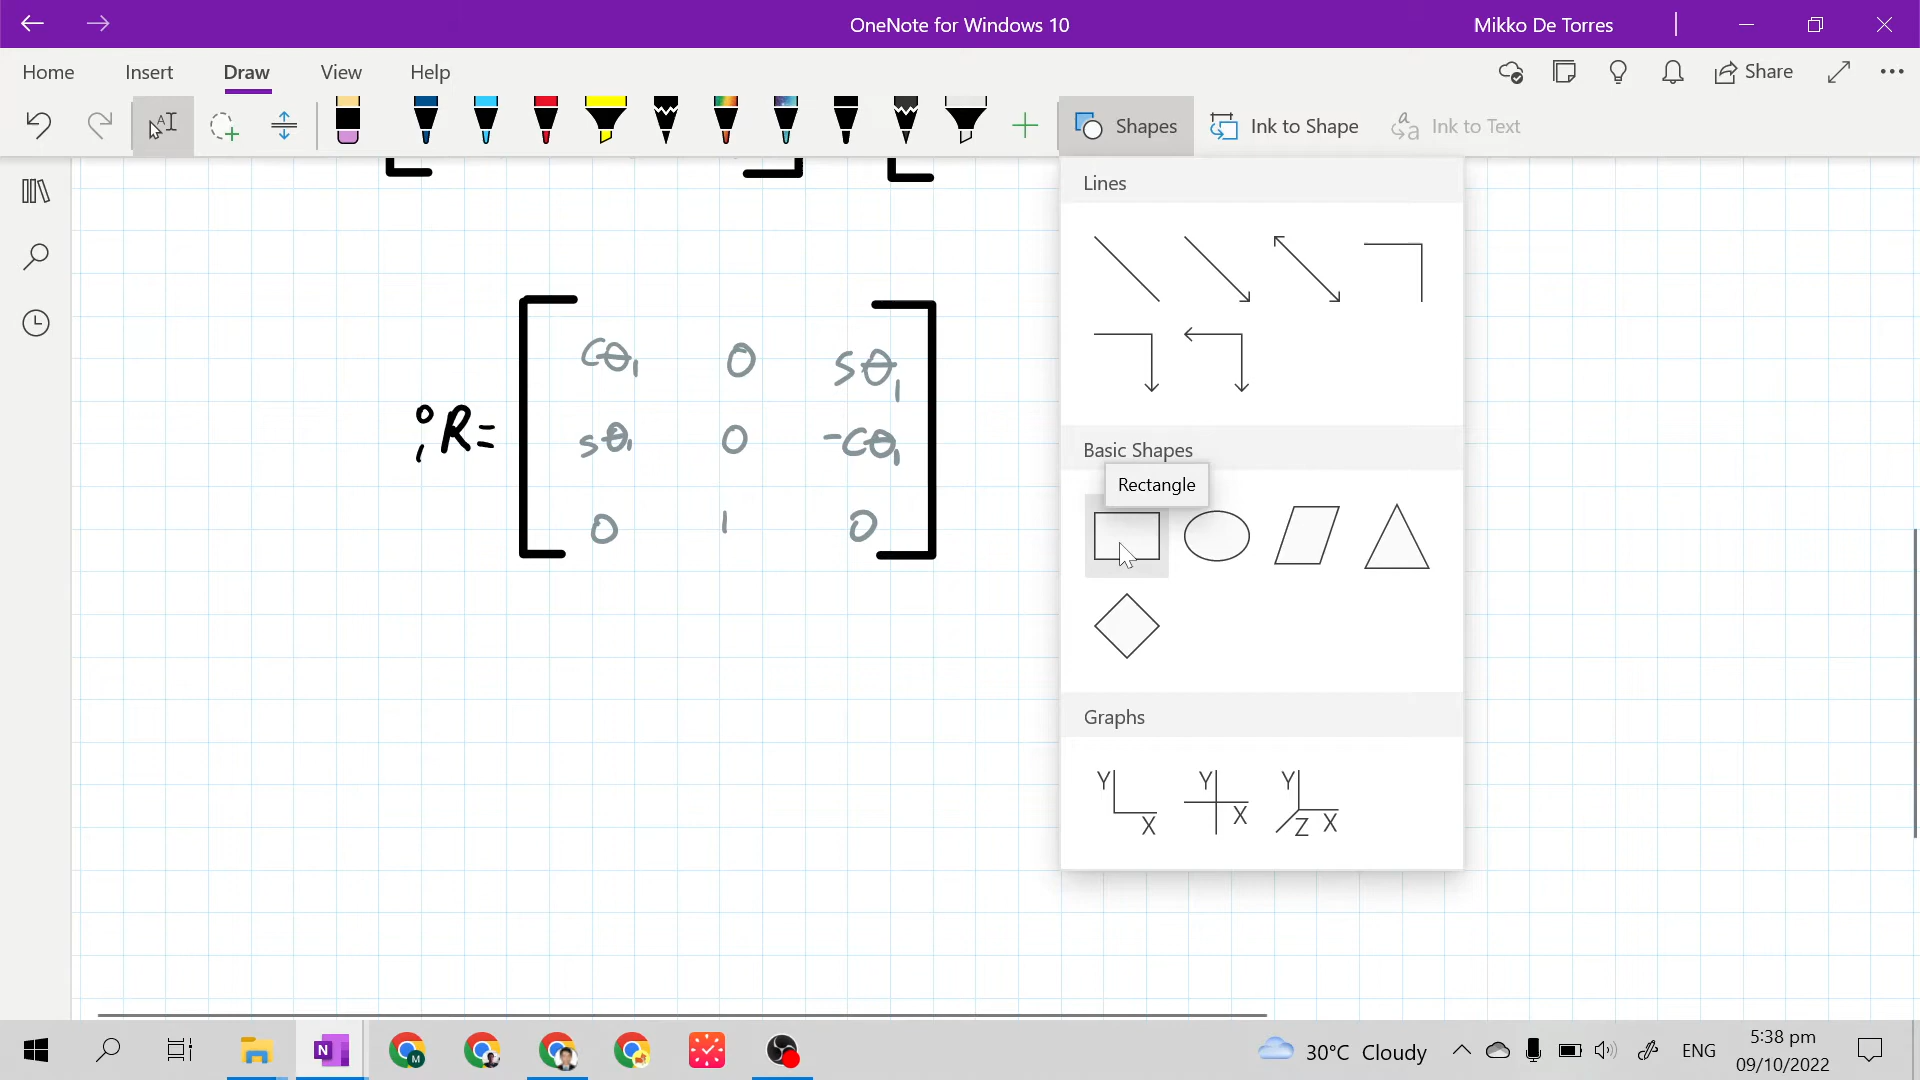 OneNote for Windows 10
Mikko De Torres
Home Insert Draw View Help
Share
Shapes
Ink to Shape
Ink to Text
Lines
Basic Shapes
Rectangle
Graphs
Y X
Y X
Y Z X
⁰₁R=
cθ₁ 0 sθ₁
sθ₁ 0 -cθ₁
0 1 0
N
M
30°C Cloudy
ENG
5:38 pm
09/10/2022